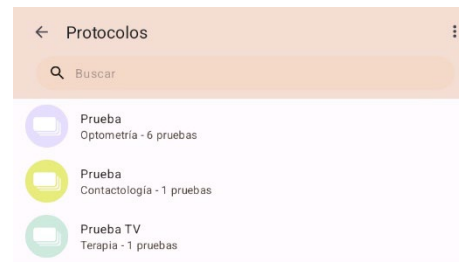 Protocolos
Buscar
Prueba
Optometría - 6 pruebas
Prueba
Contactología - 1 pruebas
Prueba TV
Terapia - 1 pruebas